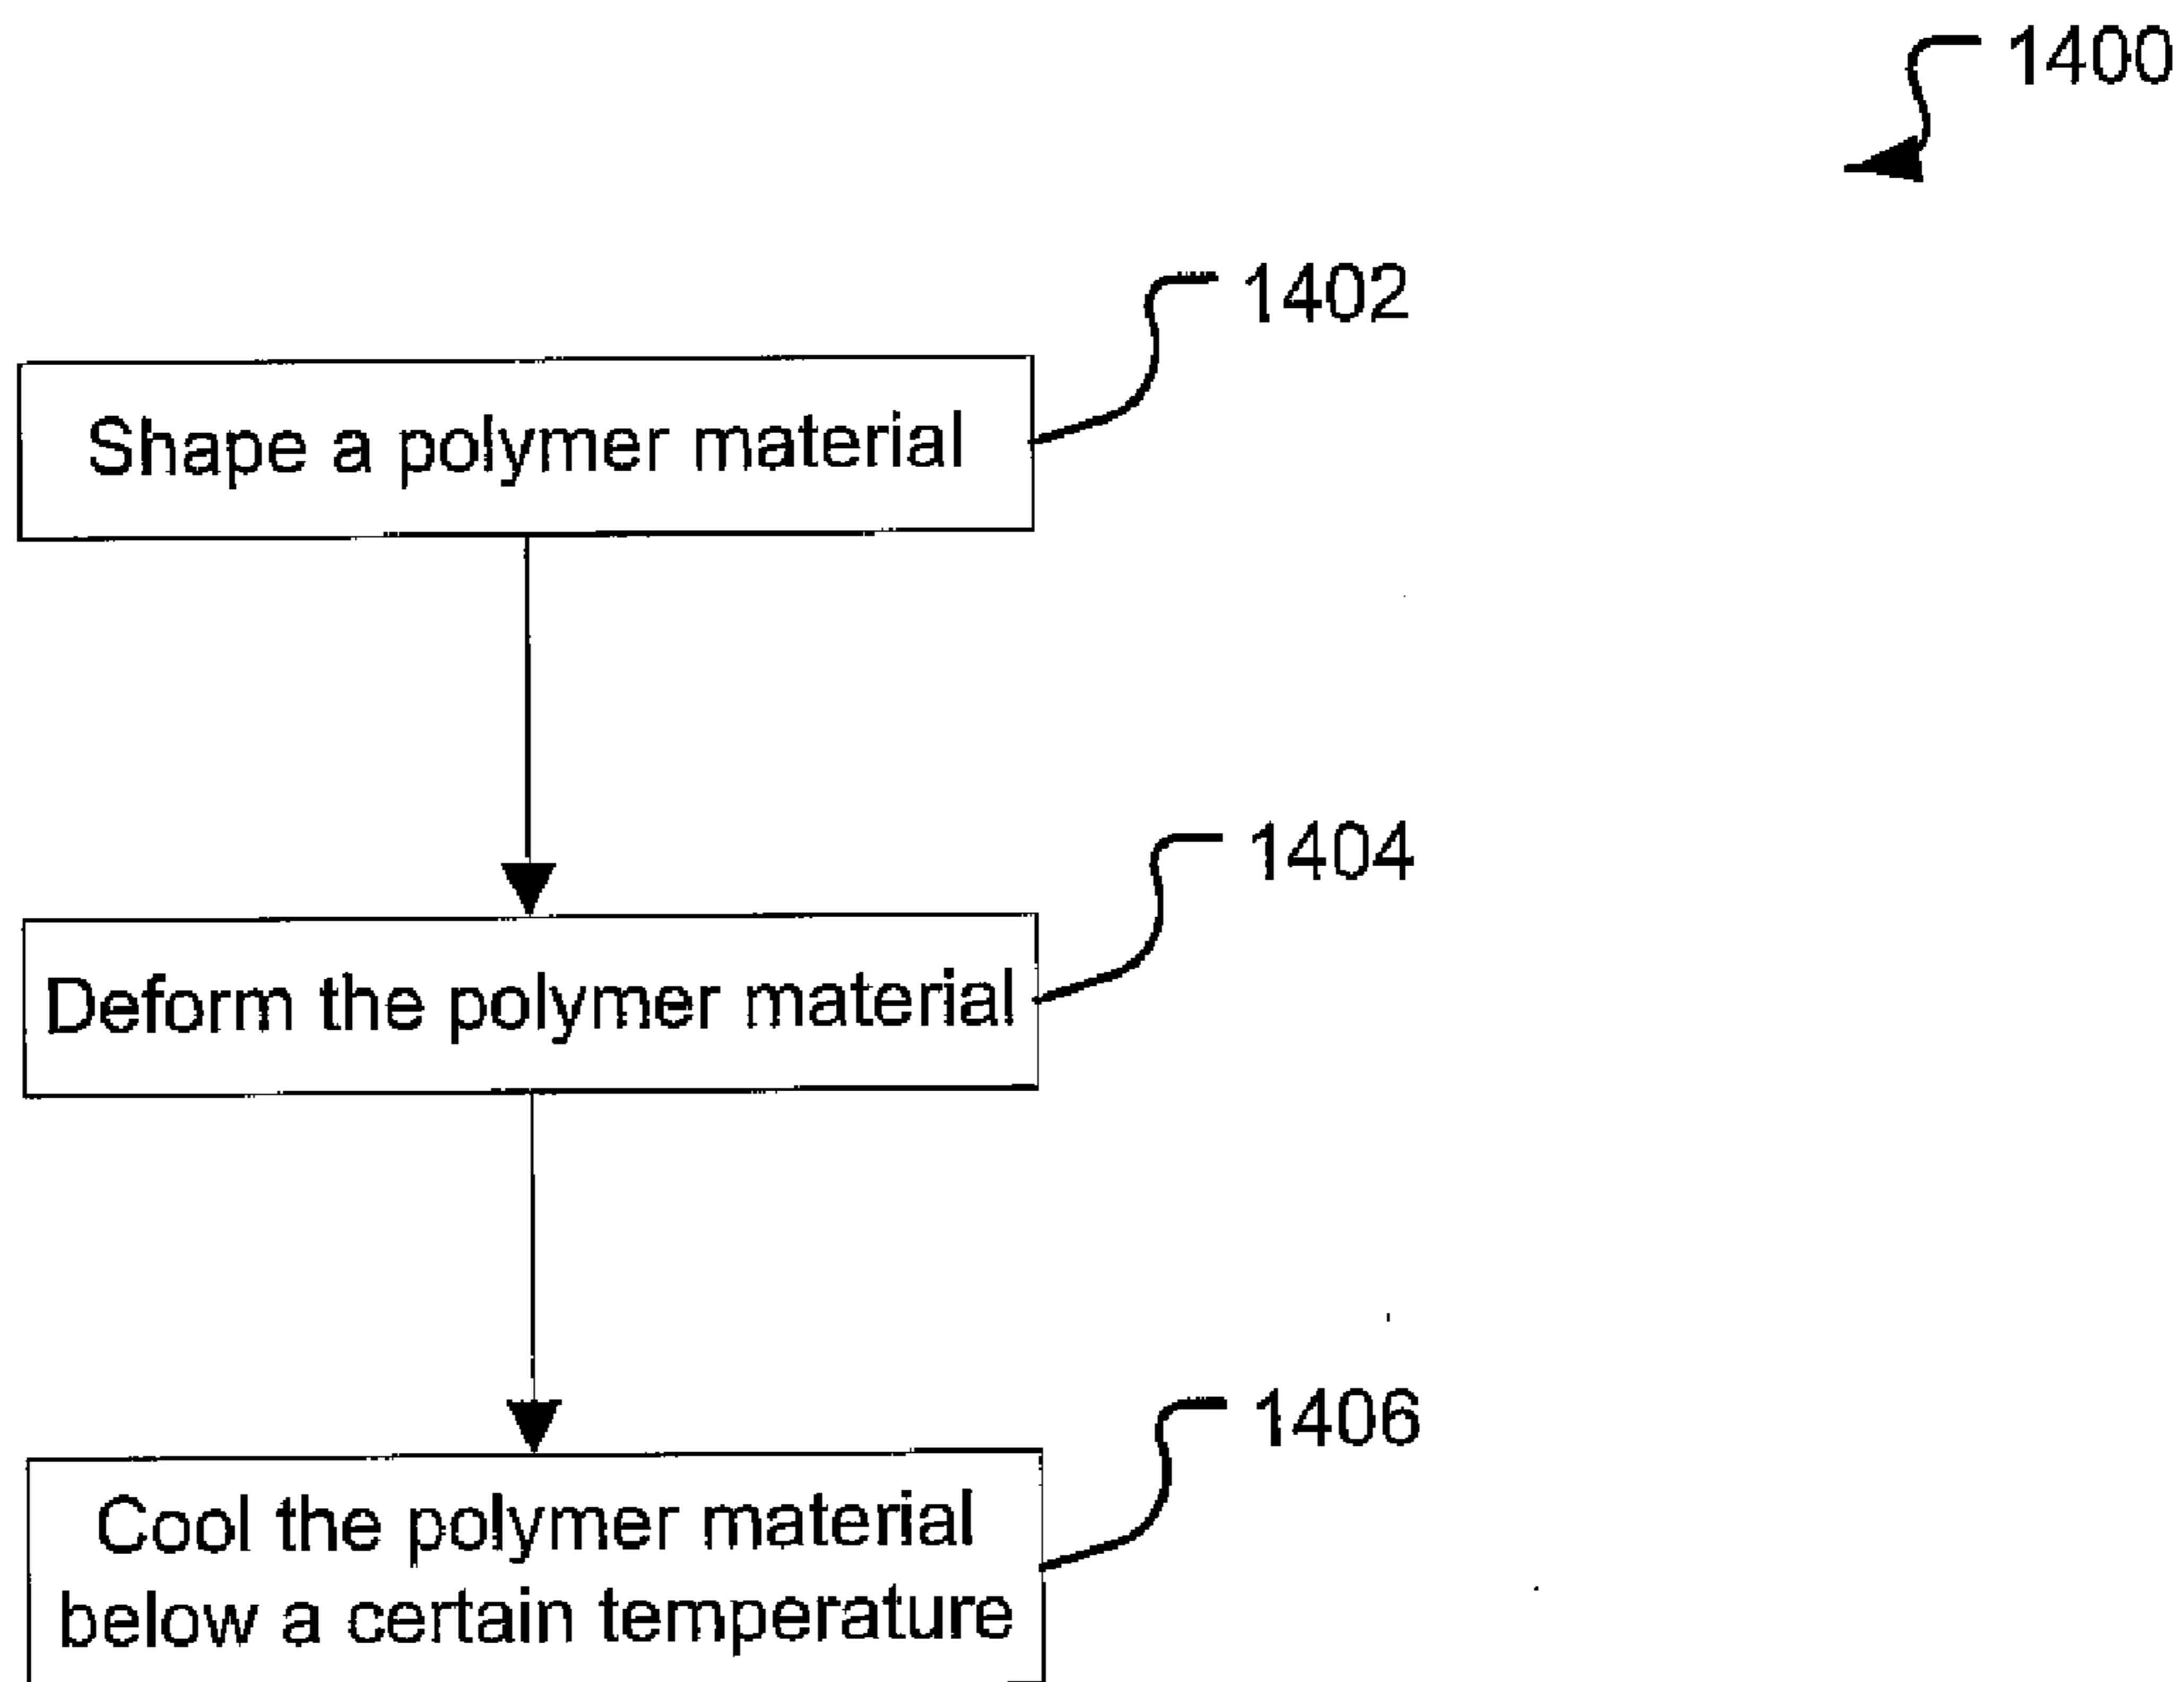 1400
1402
Shape a polymer material
1404
Deform the polymer material
1406
Cool the polymer material
below a certain temperature